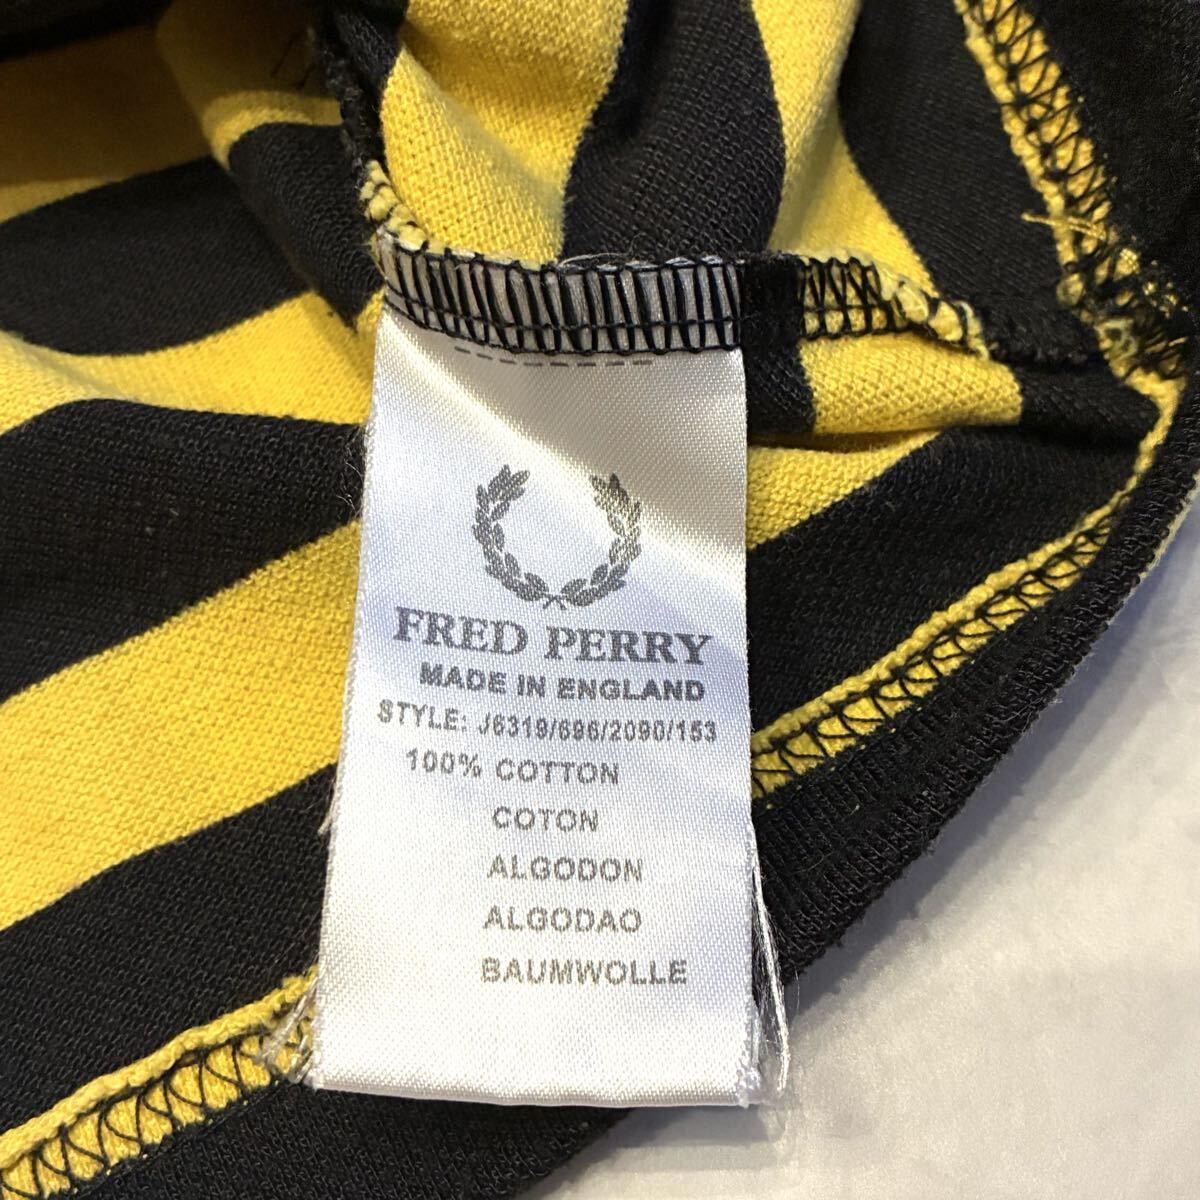 FRED PERRY
MADE IN ENGLAND
STYLE: J6319/696/2090/153
100% COTTON
COTON
ALGODON
ALGODAO
BAUMWOLLE